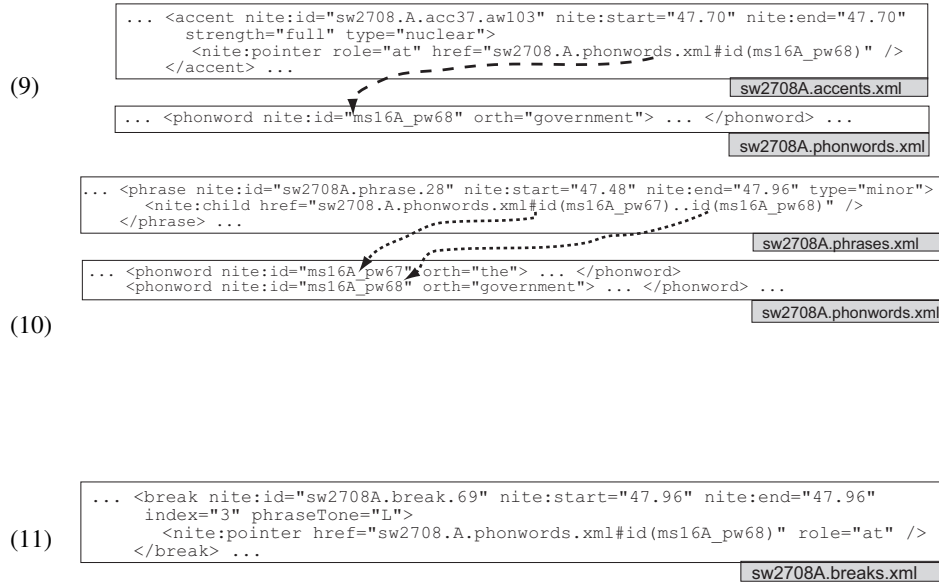 ... <accent nite:id="sw2708.A.acc37.aw103" nite:start="47.70" nite:end="47.70"
strength="full" type="nuclear">
<nite:pointer role="at" href="sw2708.A.phonwords.xml#id(ms16A_pw68)" />
</accent> ...
(9)
sw2708A.accents.xml
... <phonword nite:id="ms16A_pw68" orth="government"> ... </phonword> ...
sw2708A.phonwords.xml
... <phrase nite:id="sw2708A.phrase.28" nite:start="47.48" nite:end="47.96" type="minor">
<nite:child href="sw2708.A.phonwords.xml#id(ms16A_pw67)..id(ms16A_pw68)" />
</phrase> ...
sw2708A.phrases.xml
... <phonword nite:id="ms16A_pw67" orth="the"> ... </phonword>
<phonword nite:id="ms16A_pw68" orth="government"> ... </phonword> ...
sw2708A.phonwords.xml
(10)
... <break nite:id="sw2708A.break.69" nite:start="47.96" nite:end="47.96"
index="3" phraseTone="L">
<nite:pointer href="sw2708.A.phonwords.xml#id(ms16A_pw68)" role="at" />
</break> ...
(11)
sw2708A.breaks.xml